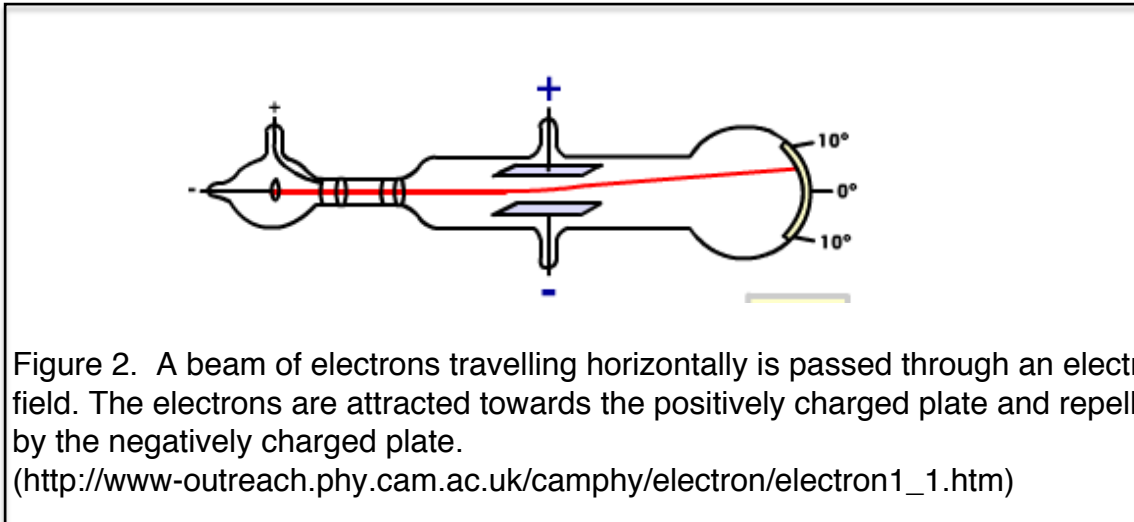 +
+
10°
-
0°
10°
-
Figure 2. A beam of electrons travelling horizontally is passed through an electr
field. The electrons are attracted towards the positively charged plate and repell
by the negatively charged plate.
(http://www-outreach.phy.cam.ac.uk/camphy/electron/electron1_1.htm)